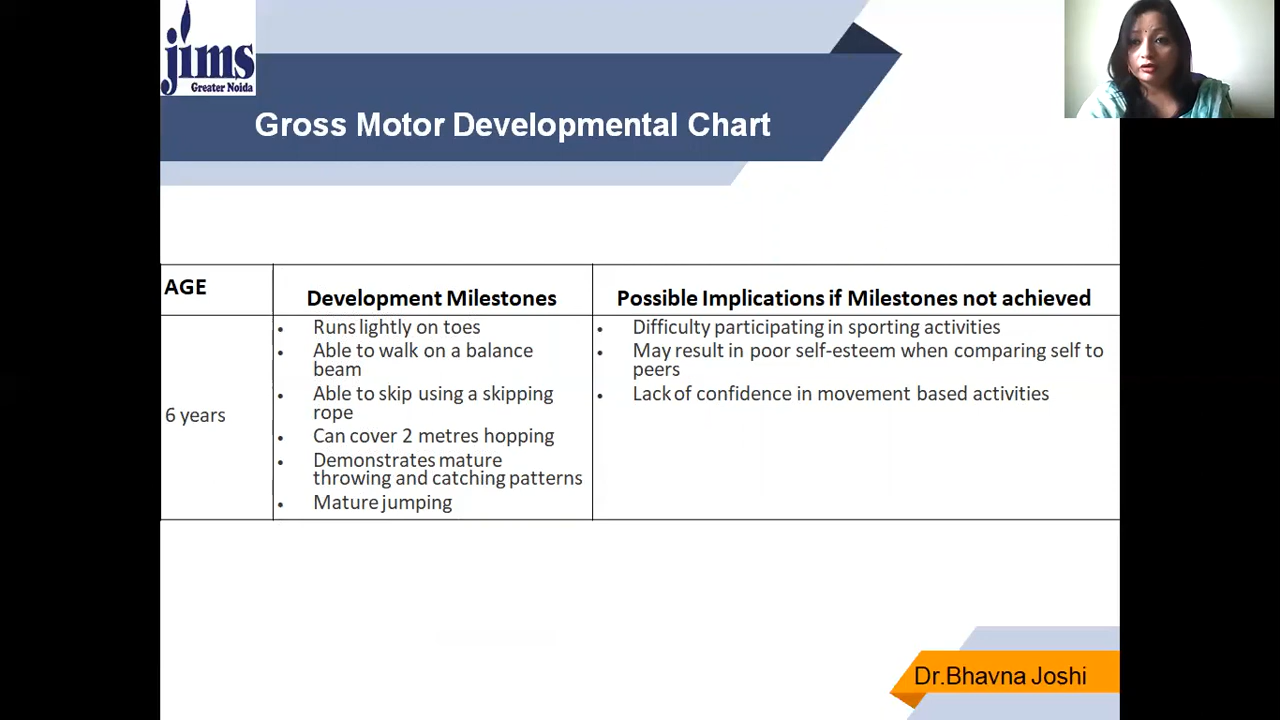 jims
Greater Noida
Gross Motor Developmental Chart
AGE
Development Milestones
Possible Implications if Milestones not achieved
6 years
• Runs lightly on toes
• Able to walk on a balance
beam
• Able to skip using a skipping
rope
• Can cover 2 metres hopping
• Demonstrates mature
throwing and catching patterns
• Mature jumping
• Difficulty participating in sporting activities
• May result in poor self-esteem when comparing self to
peers
• Lack of confidence in movement based activities
Dr.Bhavna Joshi